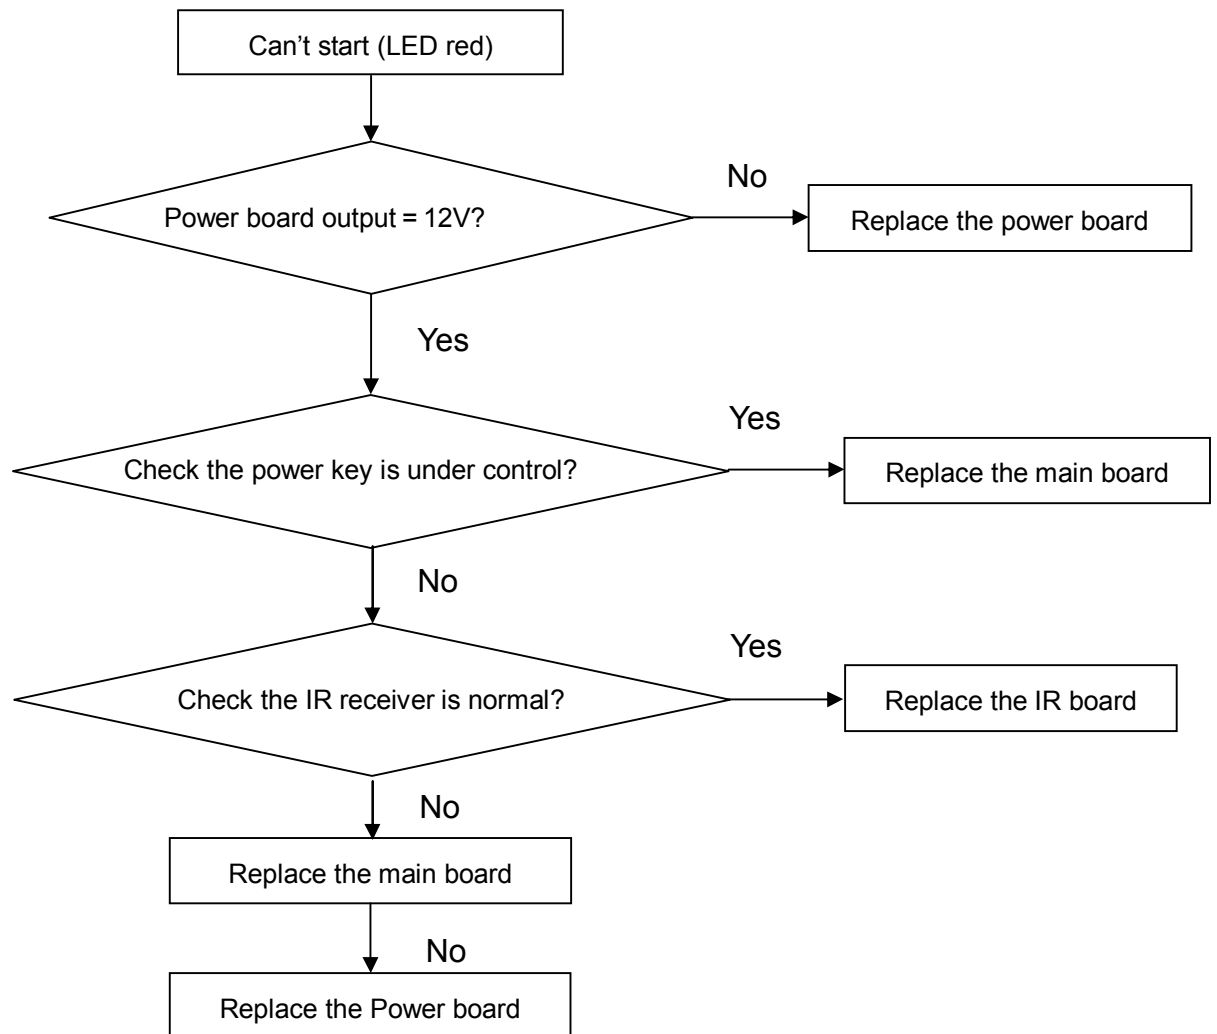 Can’t start (LED red)
No
Power board output = 12V?
Replace the power board
Yes
Yes
Check the power key is under control?
Replace the main board
No
Yes
Check the IR receiver is normal?
Replace the IR board
No
Replace the main board
No
Replace the Power board